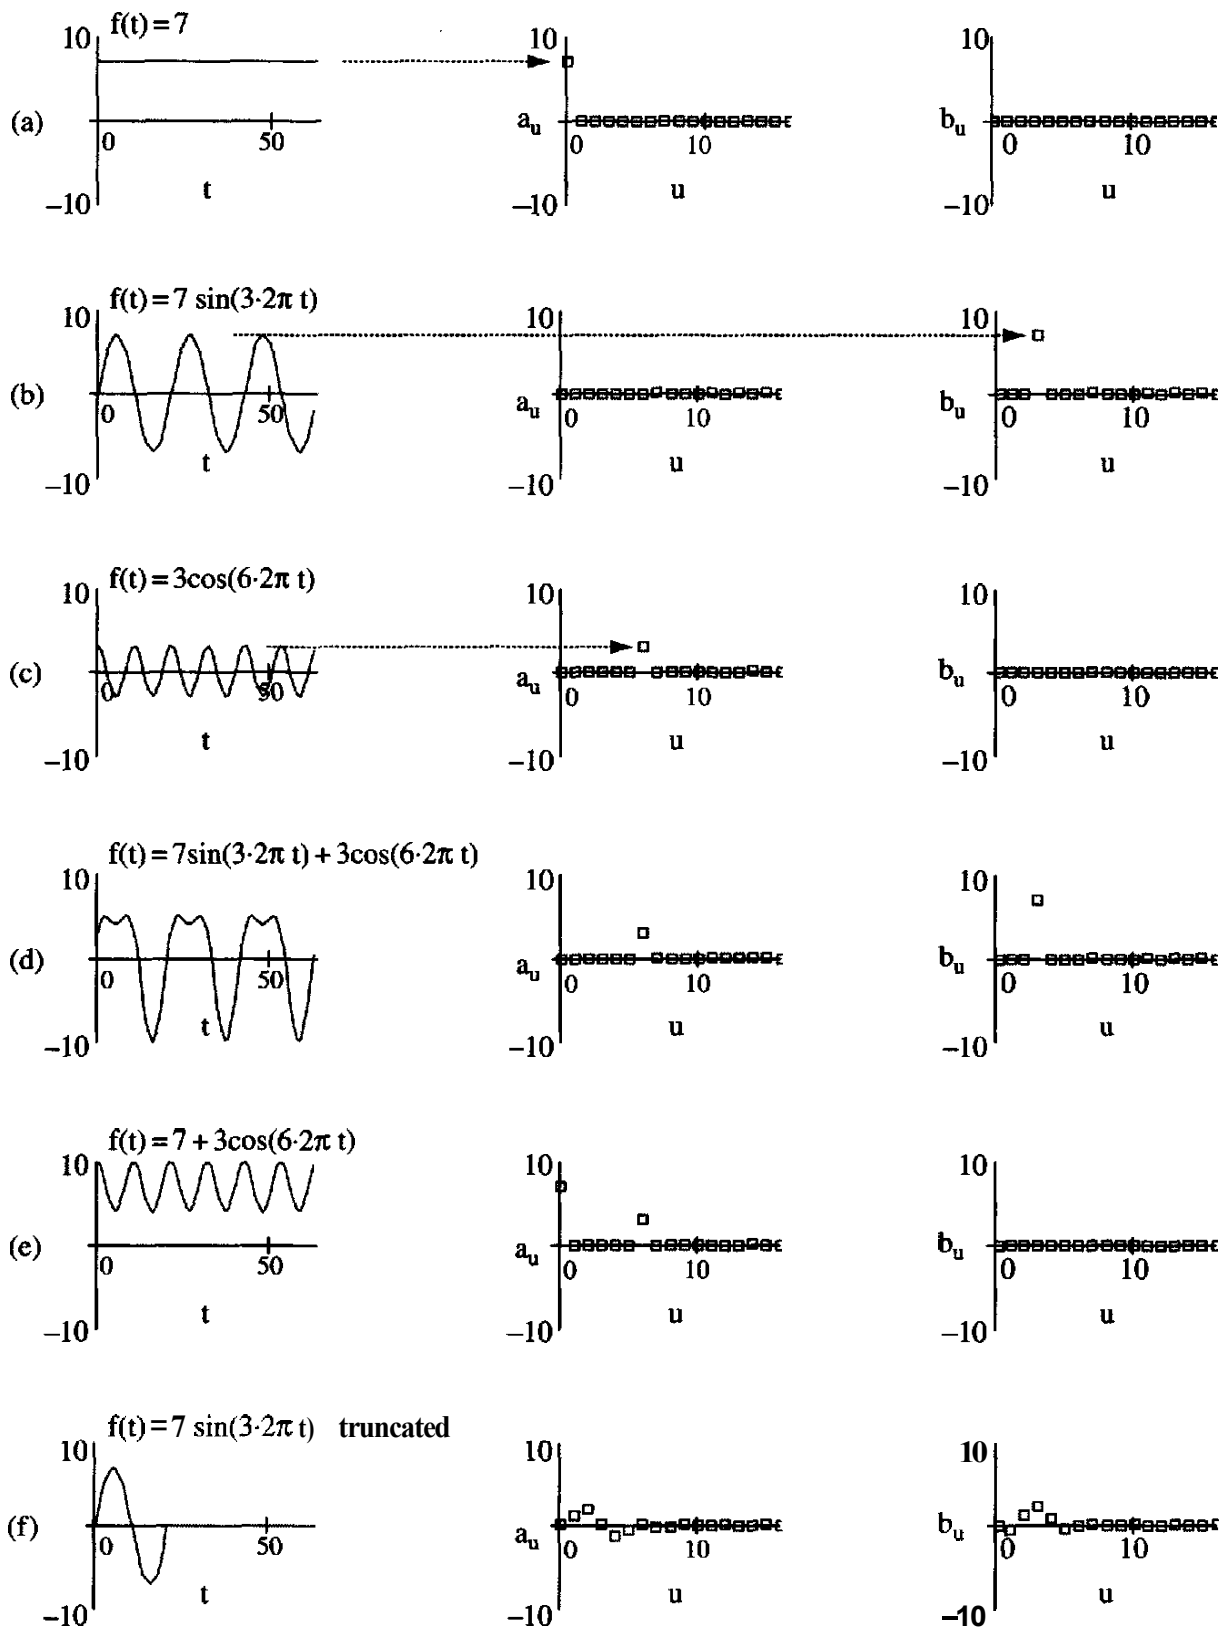 f(t) = 7
10 10 10
(a) a_u b_u
0 50 0 10 0 10
–10 t –10 u –10 u
f(t) = 7 sin(3·2π t)
10 10 10
(b) a_u b_u
0 50 0 10 0 10
–10 t –10 u –10 u
f(t) = 3cos(6·2π t)
10 10 10
(c) a_u b_u
0 50 0 10 0 10
–10 t –10 u –10 u
f(t) = 7sin(3·2π t) + 3cos(6·2π t)
10 10 10
(d) a_u b_u
0 50 0 10 0 10
–10 t –10 u –10 u
f(t) = 7 + 3cos(6·2π t)
10 10 10
(e) a_u b_u
0 50 0 10 0 10
–10 t –10 u –10 u
f(t) = 7 sin(3·2π t) truncated
10 10 10
(f) a_u b_u
0 50 0 10 0 10
–10 t –10 u –10 u